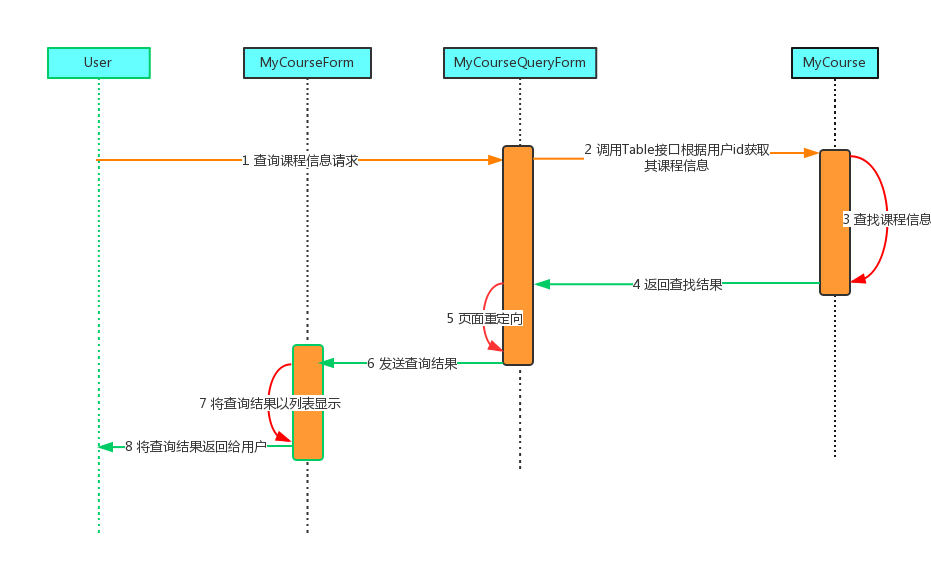 User
MyCourseForm
MyCourseQueryForm
MyCourse
1 查询课程信息请求
2 调用Table接口根据用户id获取
其课程信息
3 查找课程信息
4 返回查找结果
5 页面重定向
6 发送查询结果
7 将查询结果以列表显示
8 将查询结果返回给用户